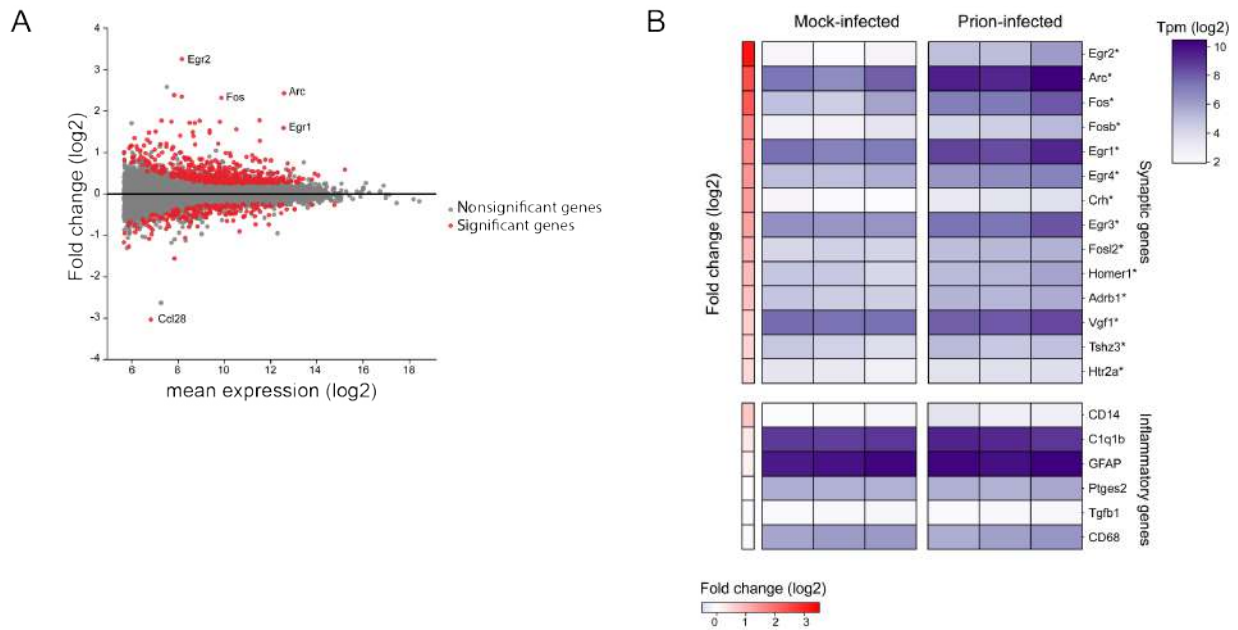 A
4
3
2
1
0
-1
-2
-3
-4
Fold change (log2)
Egr2
Fos
Arc
Egr1
Ccl28
6
8
10
12
14
16
18
mean expression (log2)
Nonsignificant genes
Significant genes
B
Mock-infected
Prion-infected
Fold change (log2)
Egr2*
Arc*
Fos*
Fosb*
Egr1*
Egr4*
Crh*
Egr3*
Fosl2*
Homer1*
Adrb1*
Vgf1*
Tshz3*
Htr2a*
Synaptic genes
CD14
C1q1b
GFAP
Ptges2
Tgfb1
CD68
Inflammatory genes
Tpm (log2)
10
8
6
4
2
Fold change (log2)
0
1
2
3